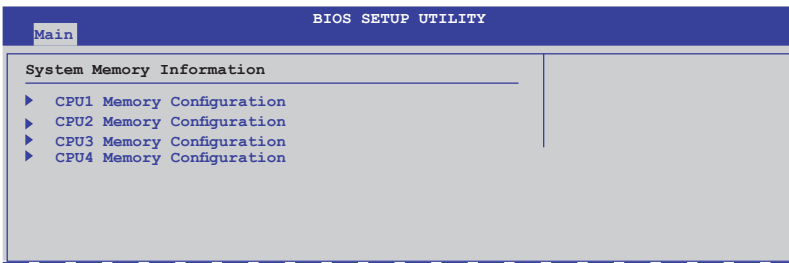 BIOS SETUP UTILITY
Main
System Memory Information
CPU1 Memory Configuration
CPU2 Memory Configuration
CPU3 Memory Configuration
CPU4 Memory Configuration